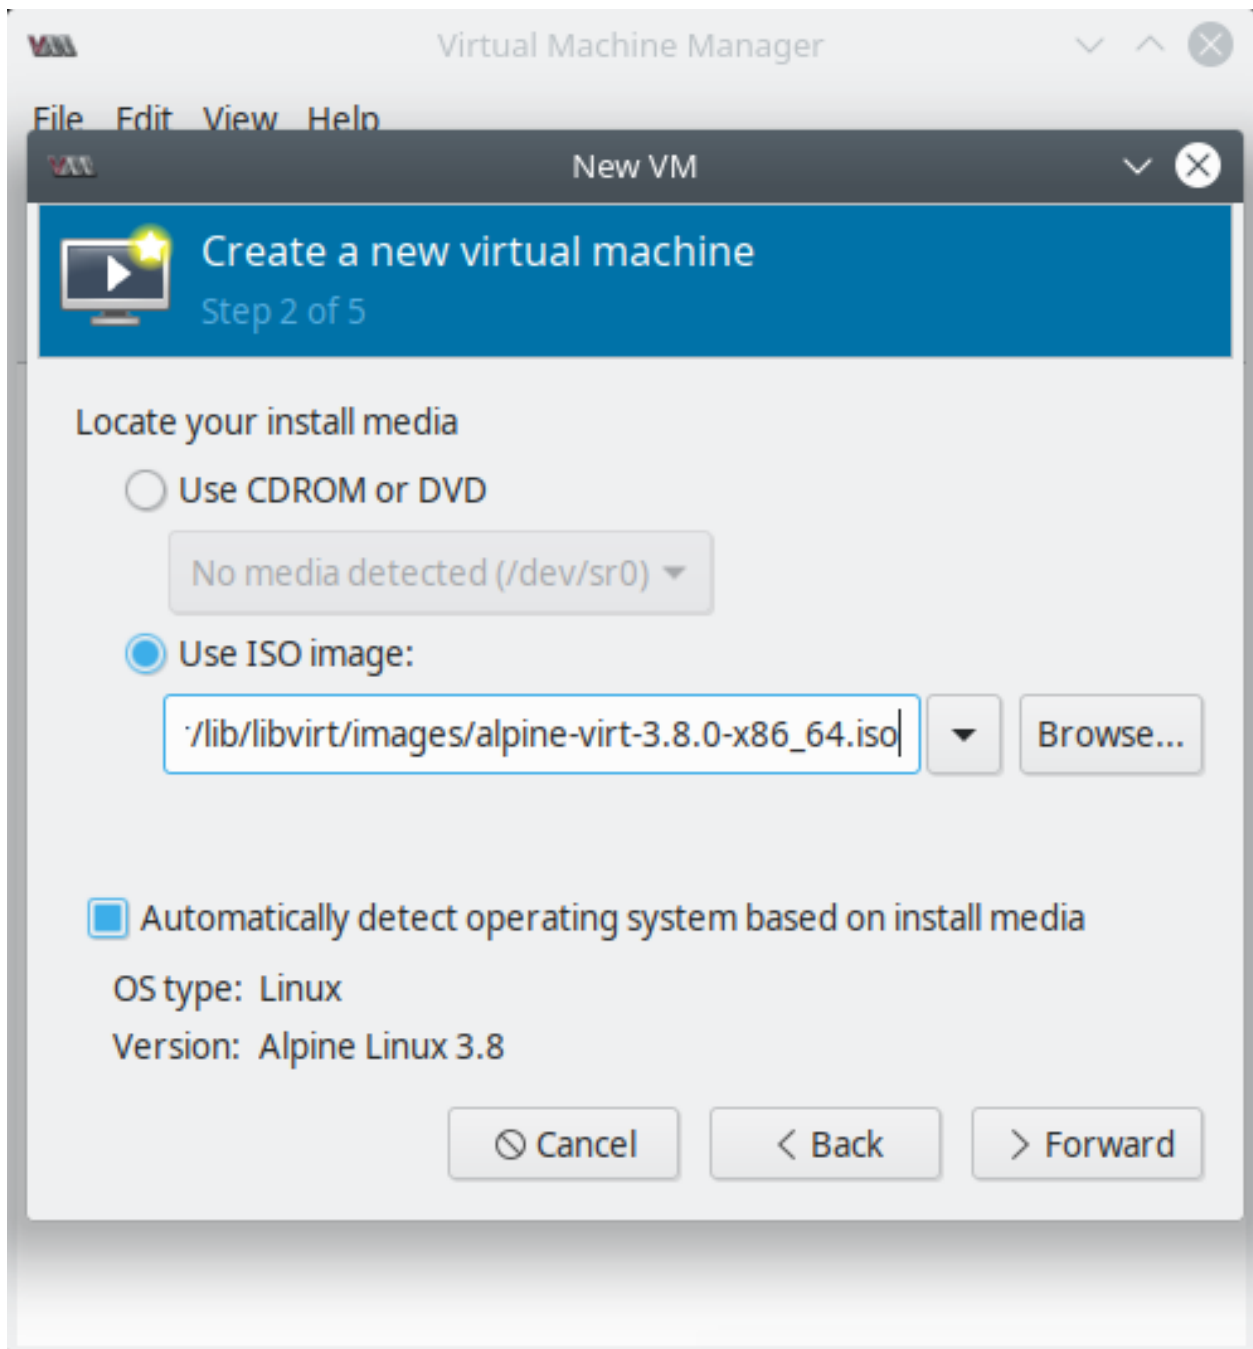 Virtual Machine Manager
File Edit View Help
New VM
Create a new virtual machine
Step 2 of 5
Locate your install media
Use CDROM or DVD
No media detected (/dev/sr0)
Use ISO image:
/lib/libvirt/images/alpine-virt-3.8.0-x86_64.iso
Browse...
Automatically detect operating system based on install media
OS type: Linux
Version: Alpine Linux 3.8
Cancel Back Forward